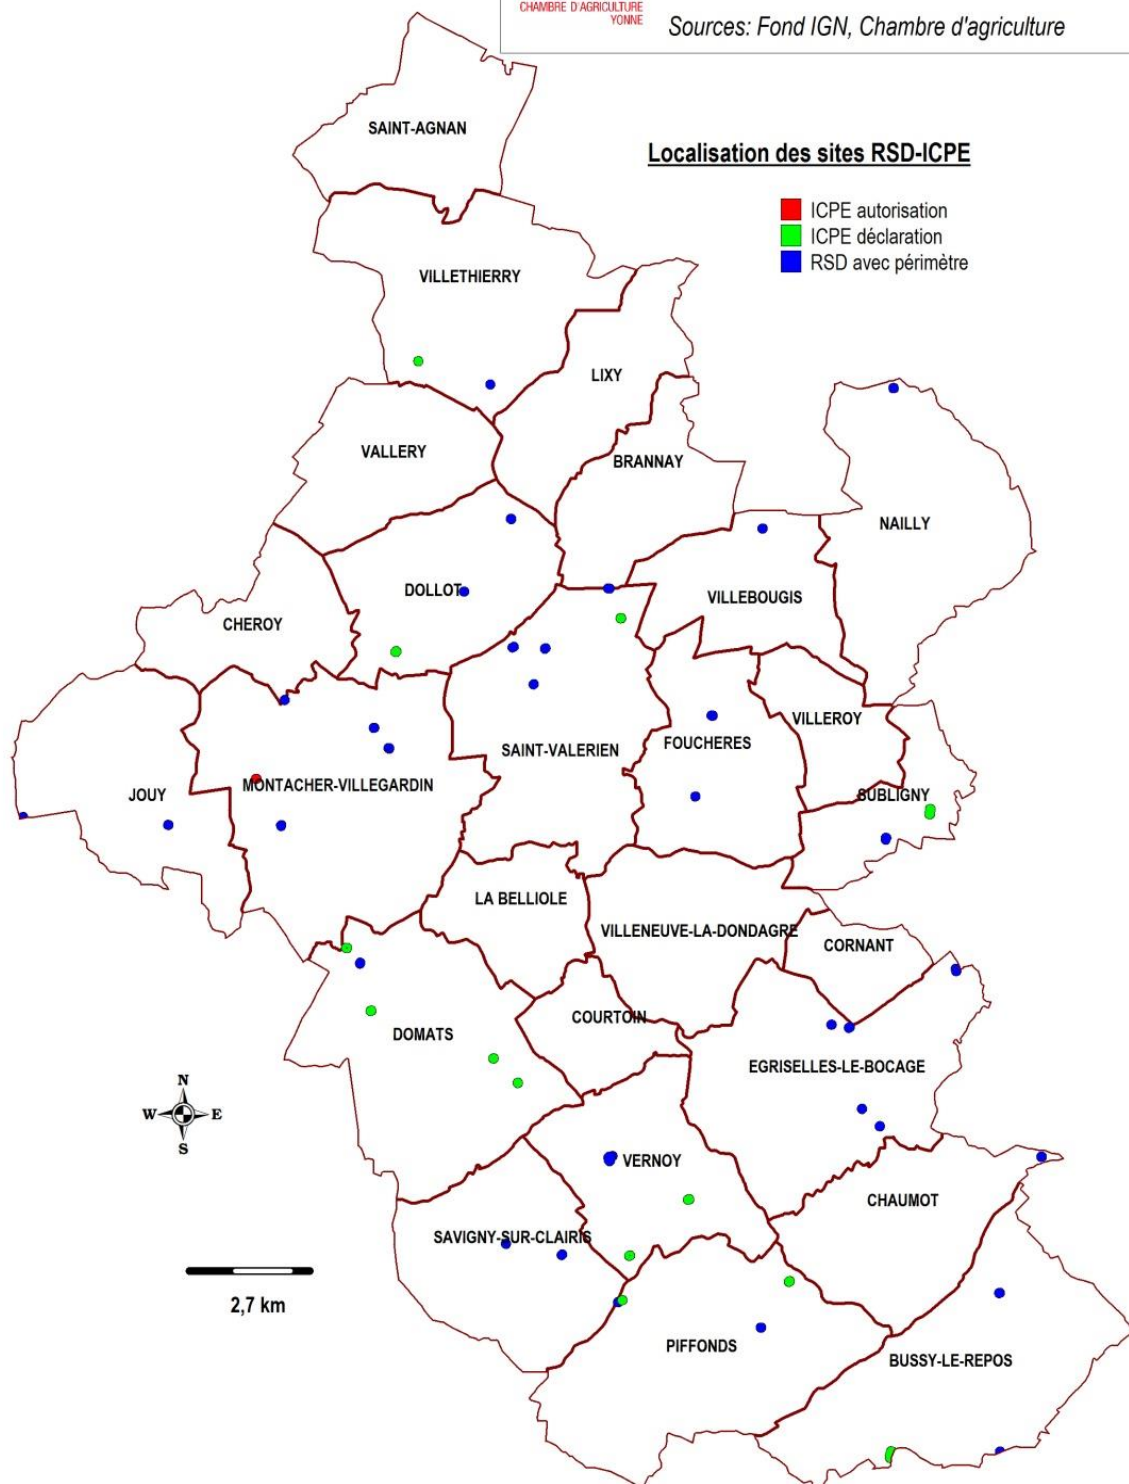 CHAMBRE D'AGRICULTURE
YONNE
Sources: Fond IGN, Chambre d'agriculture
SAINT-AGNAN
Localisation des sites RSD-ICPE
ICPE autorisation
ICPE déclaration
RSD avec périmètre
VILLETHIERRY
LIXY
VALLERY
BRANNAY
NAILLY
DOLLOT
VILLEBOUGIS
CHEROY
VILLEROY
FOUCHERES
SAINT-VALERIEN
MONTACHER-VILLEGARDIN
JOUY
SUBLIGNY
LA BELLIOLE
VILLENEUVE-LA-DONDAGRE
CORNANT
COURTOIN
DOMATS
EGRISELLES-LE-BOCAGE
N
W E
S
VERNOY
CHAUMOT
SAVIGNY-SUR-CLAIRIS
2,7 km
PIFFONDS
BUSSY-LE-REPOS